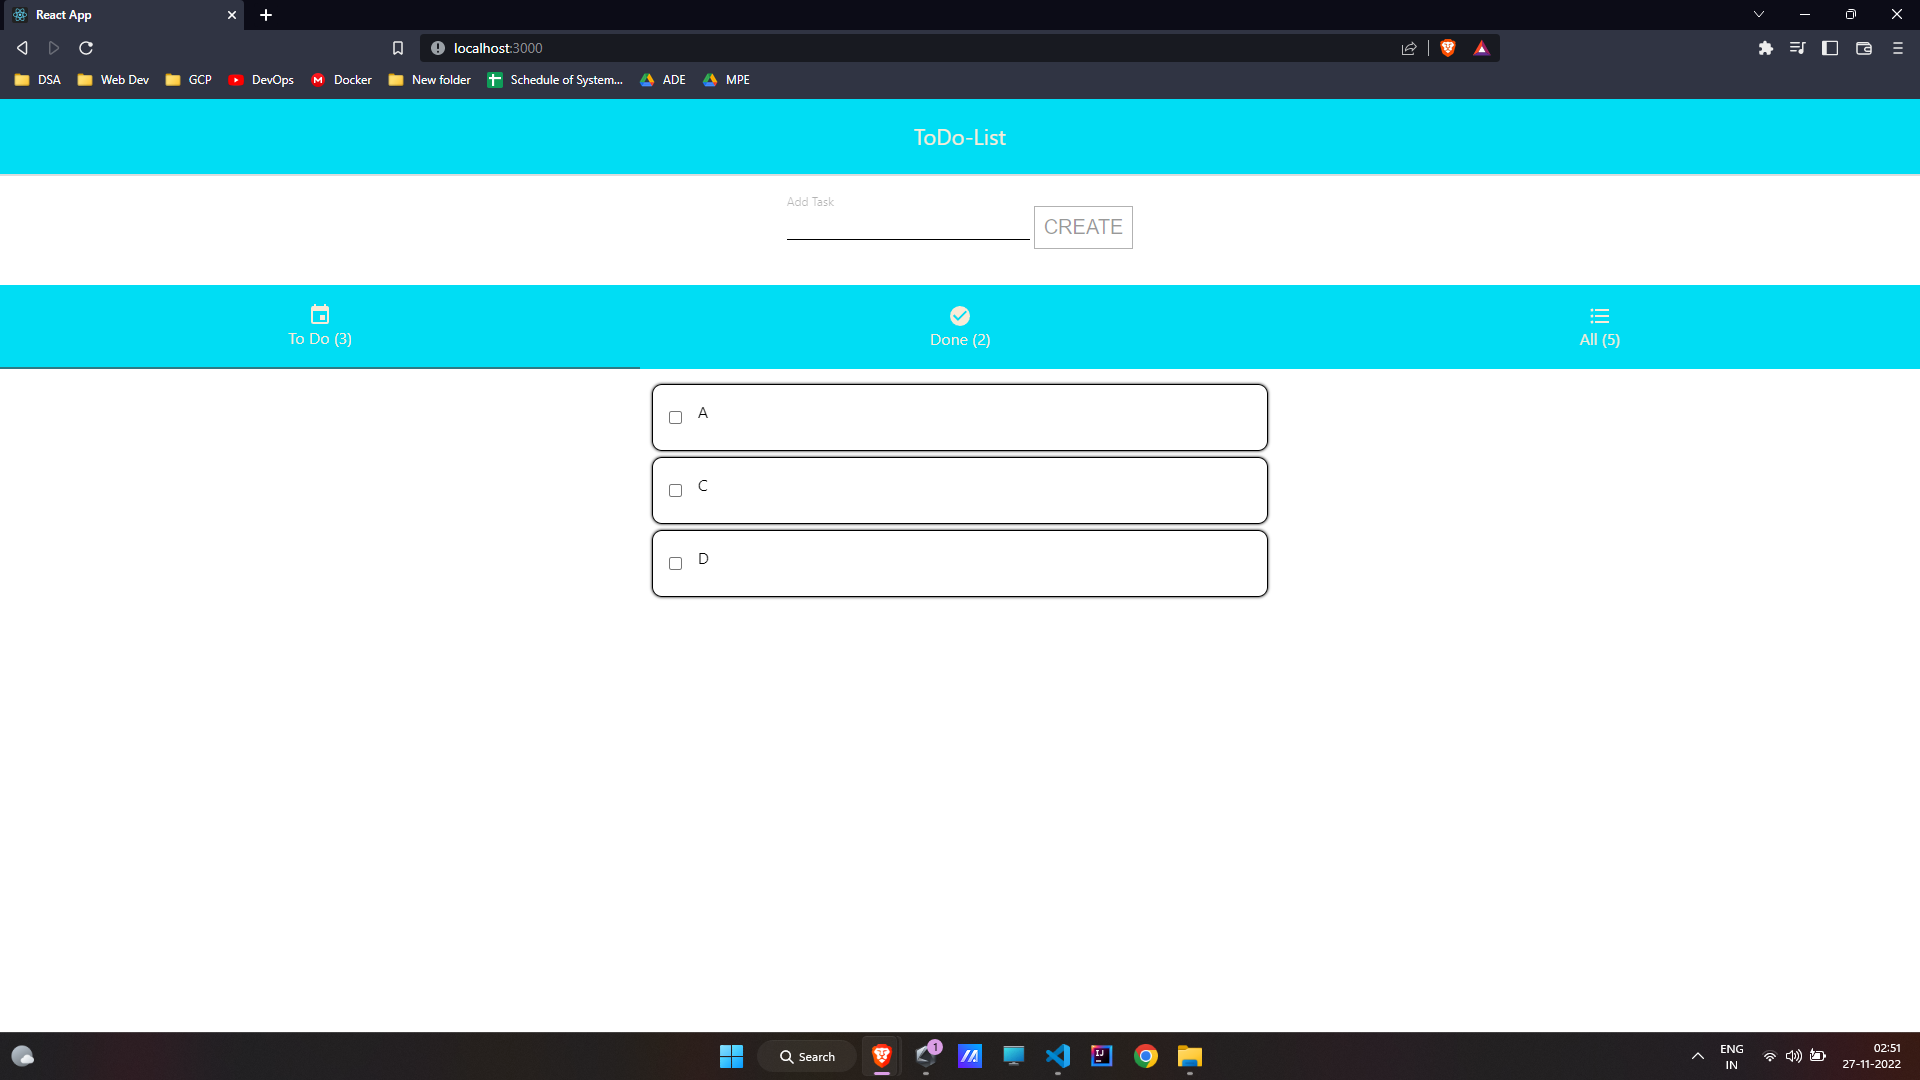 React App
localhost:3000
DSA Web Dev GCP DevOps Docker New folder Schedule of System... ADE MPE
ToDo-List
Add Task
CREATE
To Do (3) Done (2) All (5)
A
C
D
Search
1
ENG
IN
02:51
27-11-2022